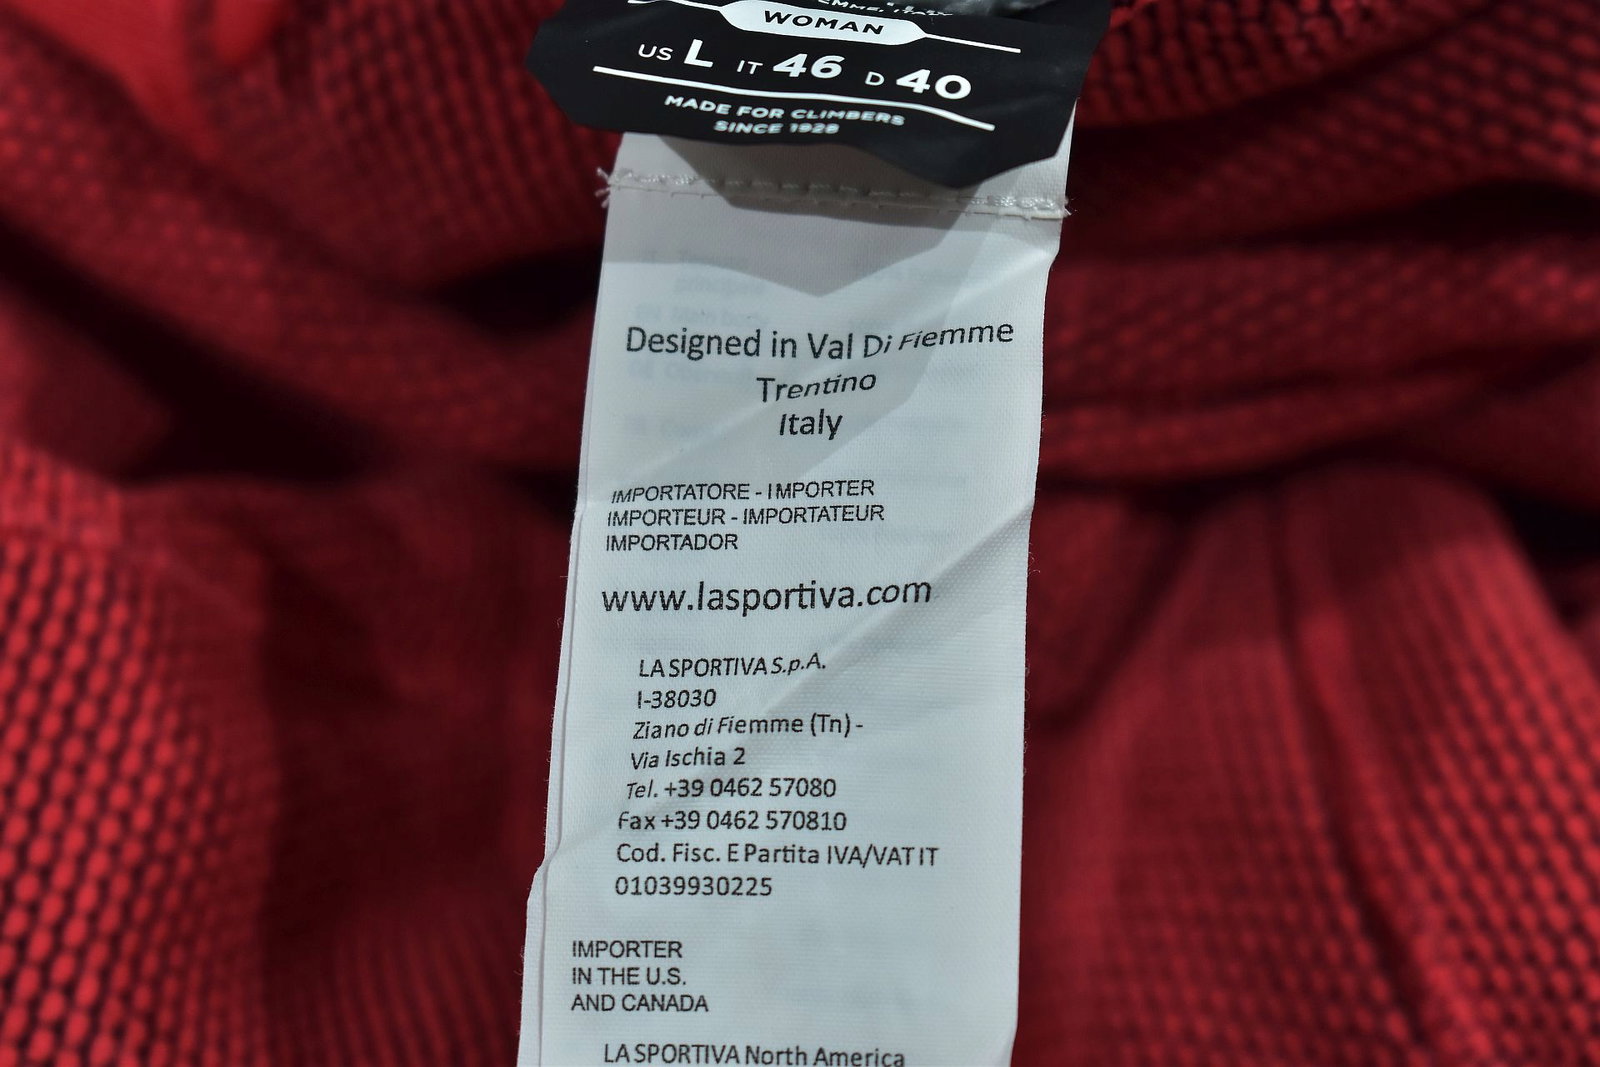 WOMAN
US L IT 46 D 40
MADE FOR CLIMBERS
SINCE 1928
Designed in Val Di Fiemme
Trentino
Italy
IMPORTATORE - IMPORTER
IMPORTEUR - IMPORTATEUR
IMPORTADOR
www.lasportiva.com
LA SPORTIVA S.p.A.
I-38030
Ziano di Fiemme (Tn) -
Via Ischia 2
Tel. +39 0462 57080
Fax +39 0462 570810
Cod. Fisc. E Partita IVA/VAT IT
01039930225
IMPORTER
IN THE U.S.
AND CANADA
LA SPORTIVA North America